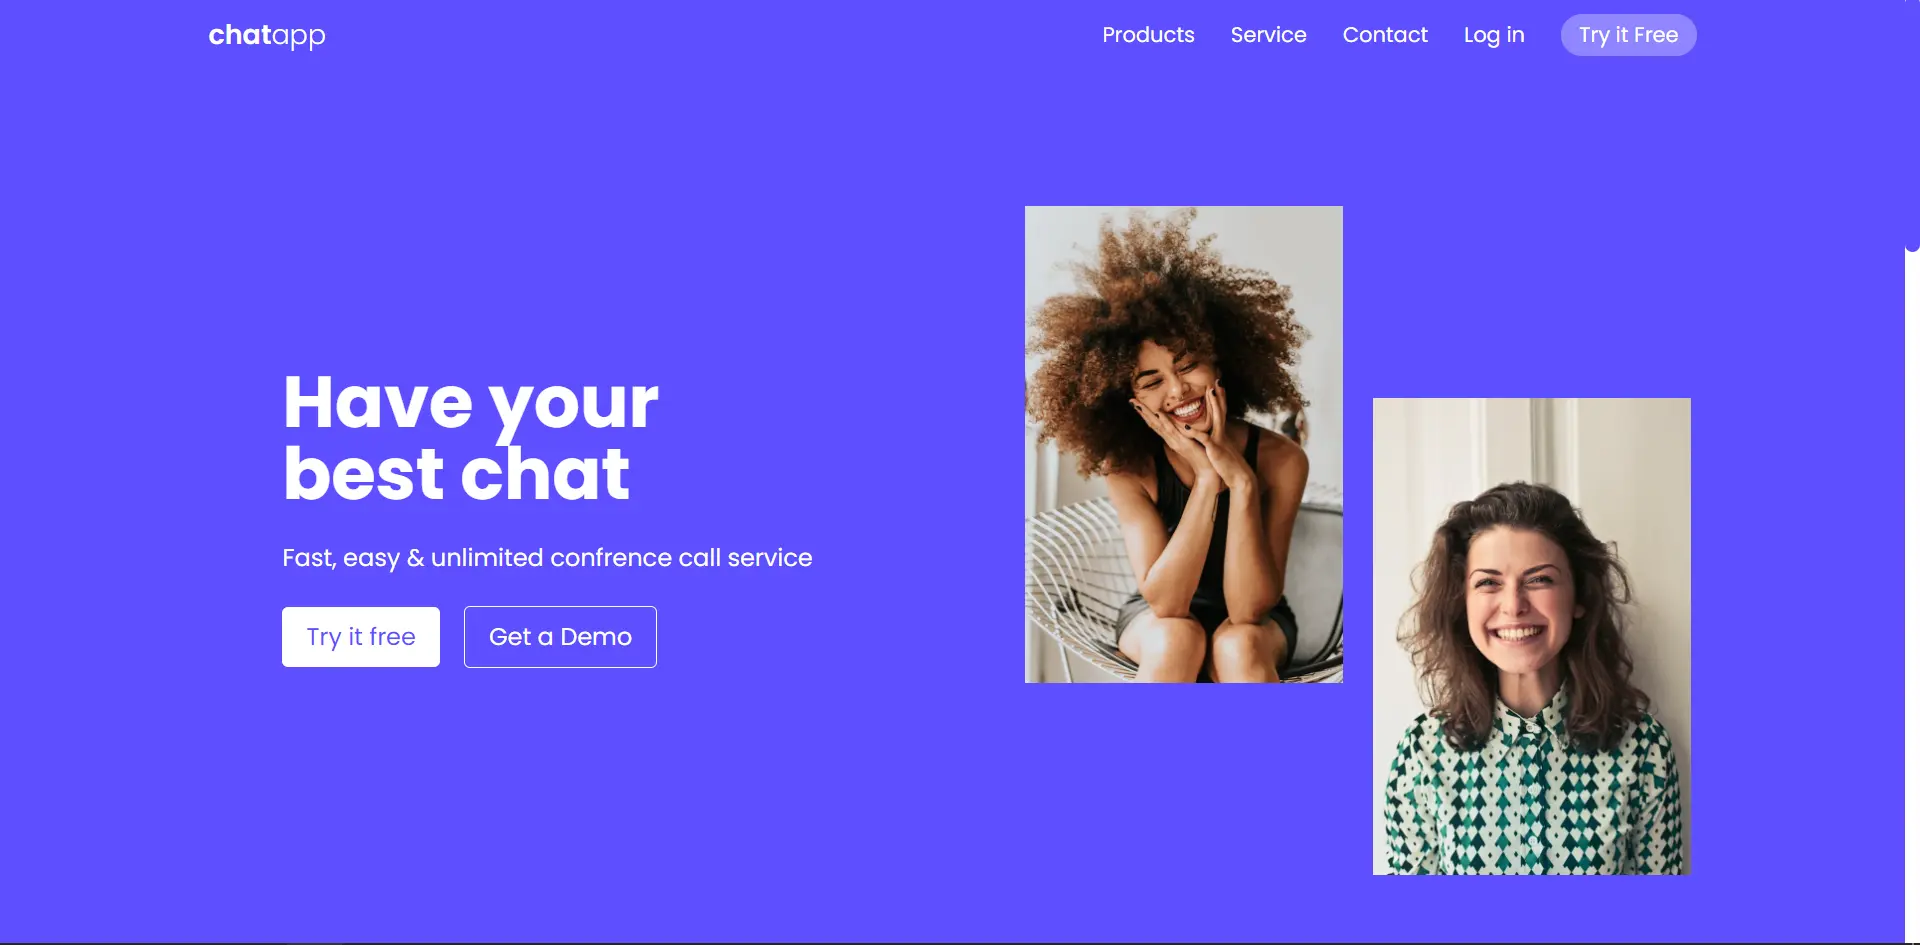 chatapp
Products Service Contact Log in Try it Free
Have your
best chat
Fast, easy & unlimited confrence call service
Try it free Get a Demo